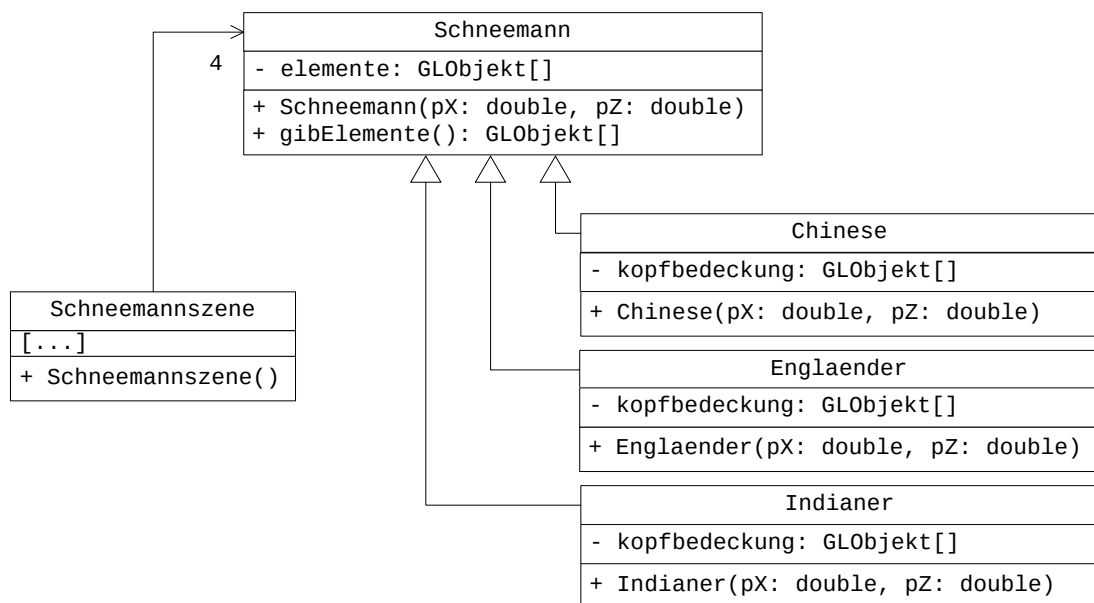 Schneemann
4
- elemente: GLObjekt[]
+ Schneemann(pX: double, pZ: double)
+ gibElemente(): GLObjekt[]
Chinese
- kopfbedeckung: GLObjekt[]
+ Chinese(pX: double, pZ: double)
Schneemannszene
[...]
+ Schneemannszene()
Englaender
- kopfbedeckung: GLObjekt[]
+ Englaender(pX: double, pZ: double)
Indianer
- kopfbedeckung: GLObjekt[]
+ Indianer(pX: double, pZ: double)